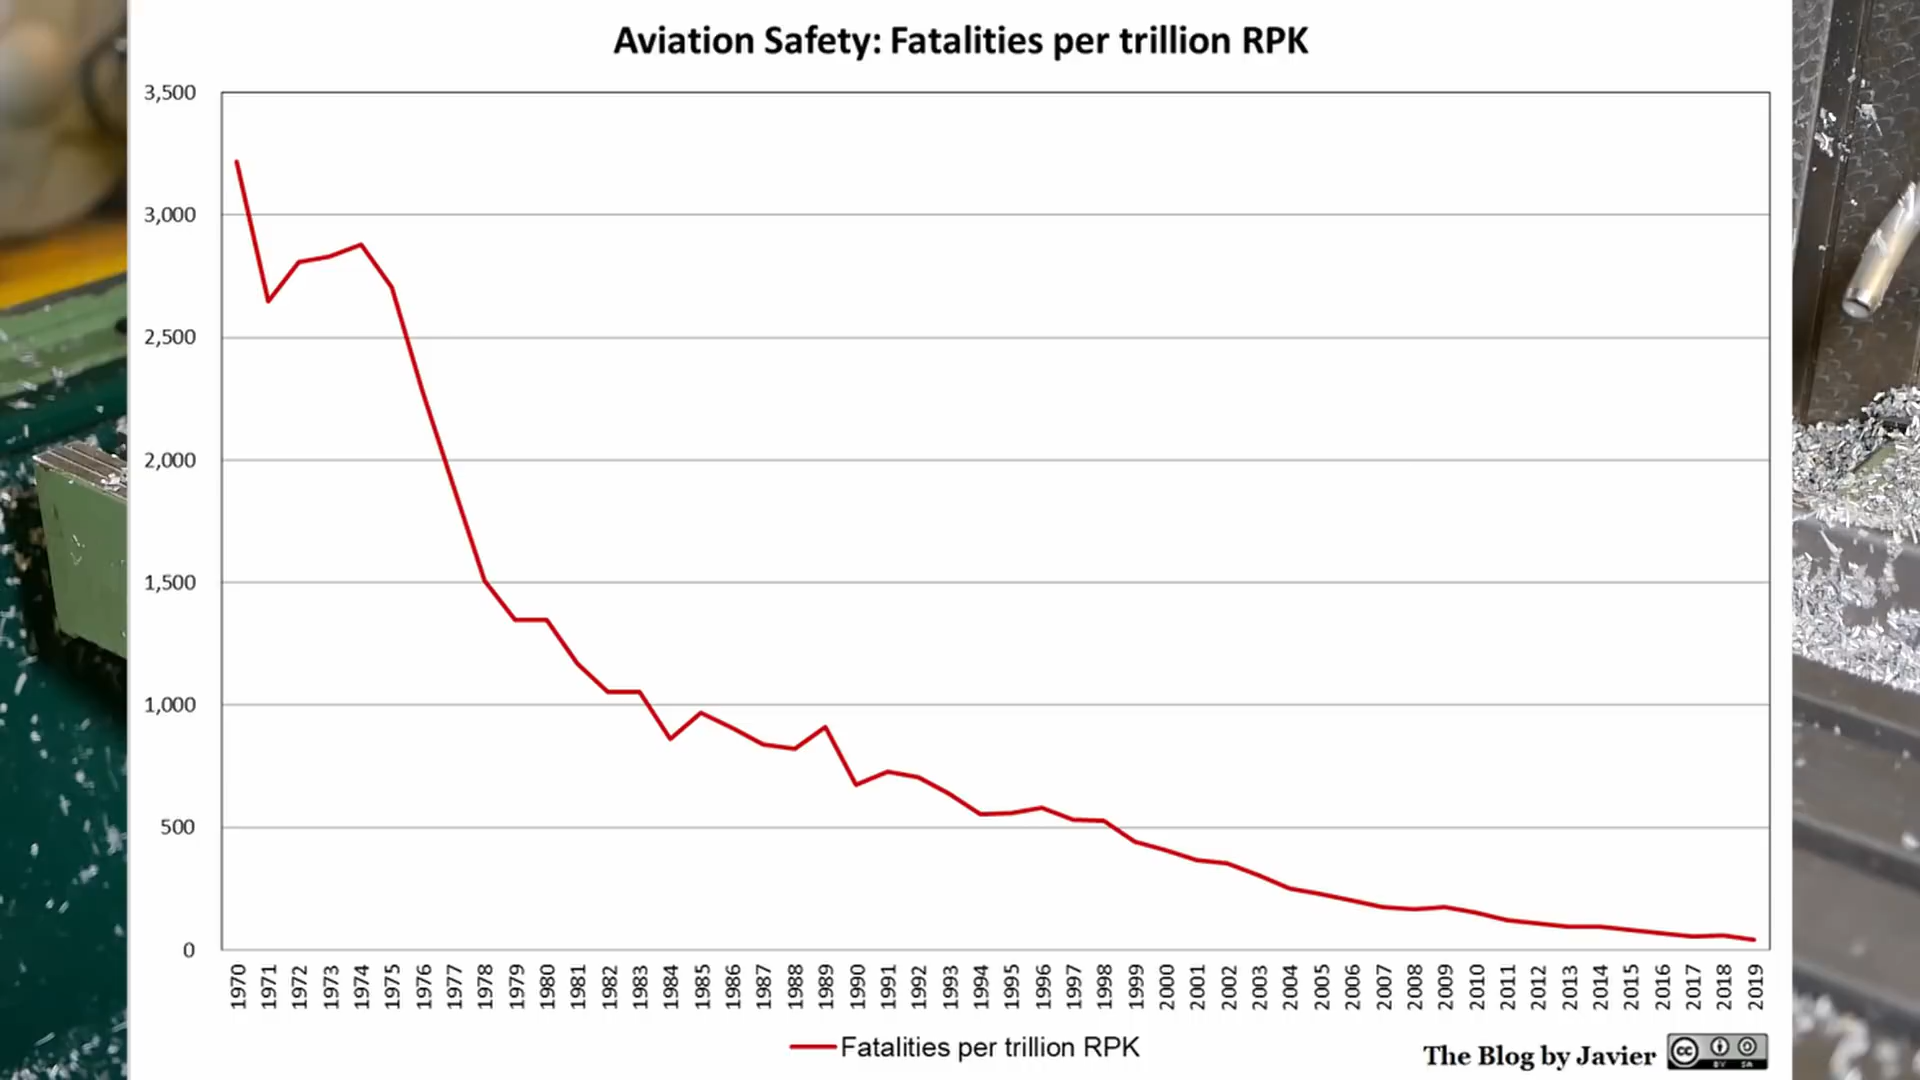 Aviation Safety: Fatalities per trillion RPK
3,500
3,000
2,500
2,000
1,500
1,000
500
0
1970 1971 1972 1973 1974 1975 1976 1977 1978 1979 1980 1981 1982 1983 1984 1985 1986 1987 1988 1989 1990 1991 1992 1993 1994 1995 1996 1997 1998 1999 2000 2001 2002 2003 2004 2005 2006 2007 2008 2009 2010 2011 2012 2013 2014 2015 2016 2017 2018 2019
Fatalities per trillion RPK
The Blog by Javier
cc
BY SA